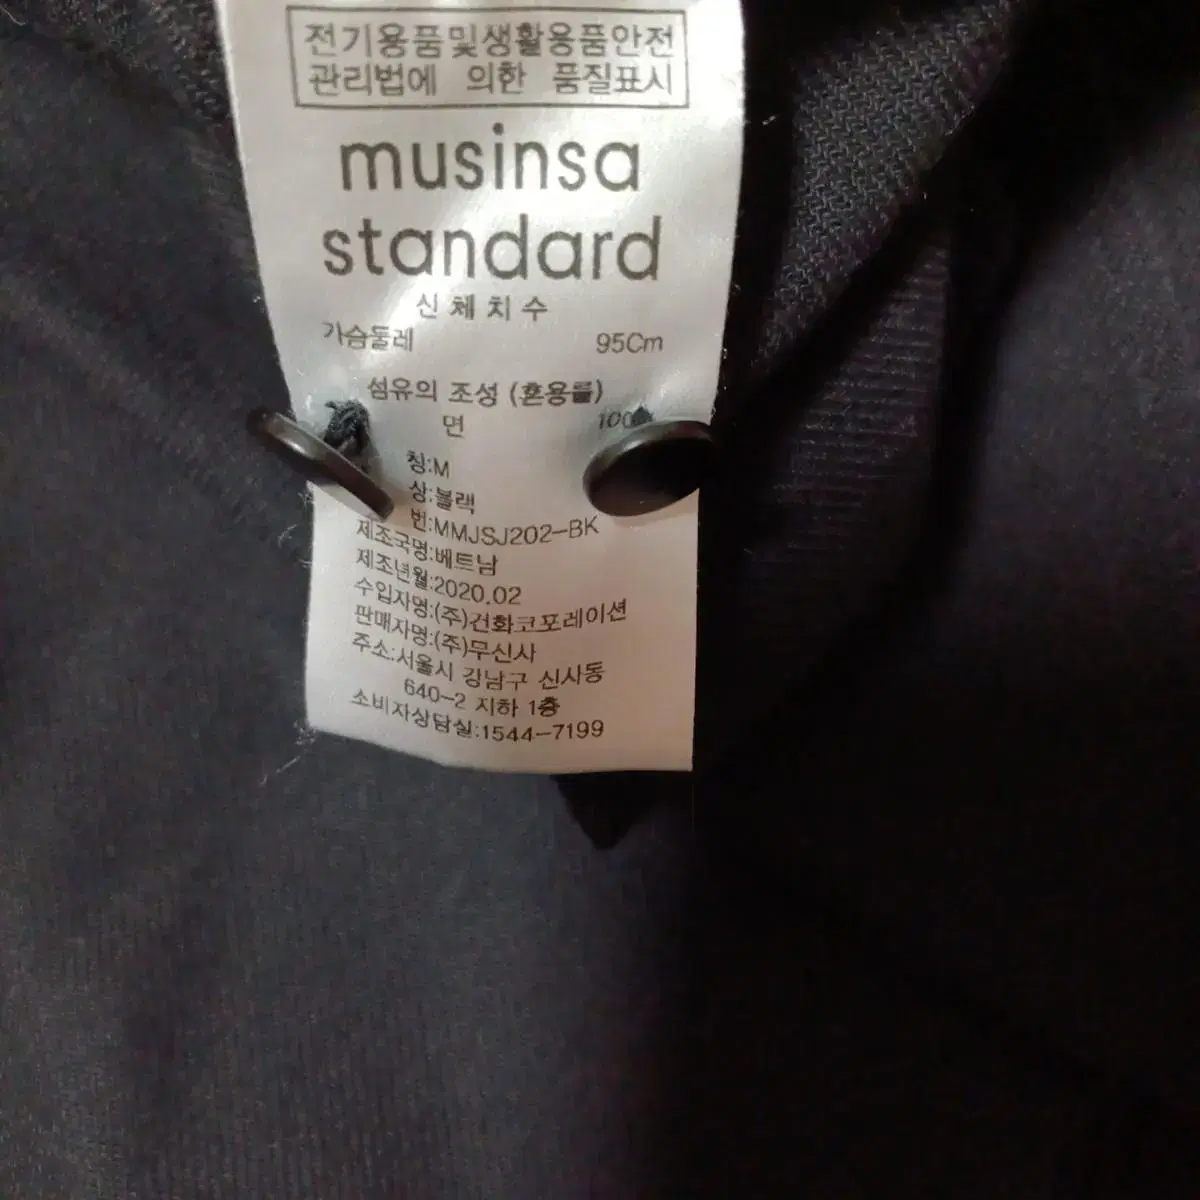 전기용품및생활용품안전
관리법에 의한 품질표시
musinsa
standard
신체치수
가슴둘레 95Cm
섬유의 조성 (혼용률)
면 100%
칭:M
상:블랙
번:MMJSJ202-BK
제조국명:베트남
제조년월:2020.02
수입자명:(주)건화코포레이션
판매자명:(주)무신사
주소:서울시 강남구 신사동
640-2 지하 1층
소비자상담실:1544-7199